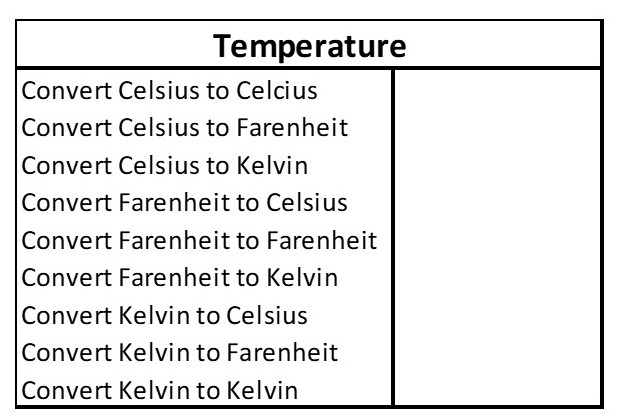 Temperature
Convert Celsius to Celcius
Convert Celsius to Farenheit
Convert Celsius to Kelvin
Convert Farenheit to Celsius
Convert Farenheit to Farenheit
Convert Farenheit to Kelvin
Convert Kelvin to Celsius
Convert Kelvin to Farenheit
Convert Kelvin to Kelvin